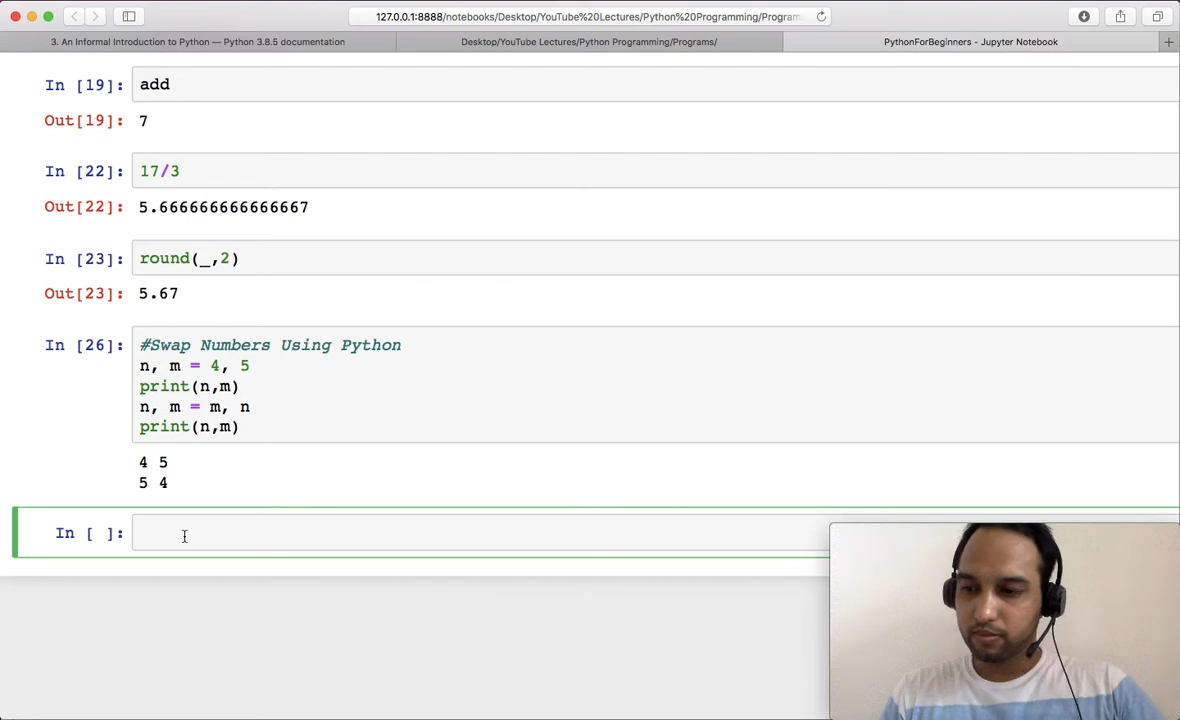 127.0.0.1:8888/notebooks/Desktop/YouTube%20Lectures/Python%20Programming/Program
3. An Informal Introduction to Python — Python 3.8.5 documentation
Desktop/YouTube Lectures/Python Programming/Programs/
PythonForBeginners - Jupyter Notebook
In [19]: add
Out[19]: 7
In [22]: 17/3
Out[22]: 5.666666666666667
In [23]: round(_,2)
Out[23]: 5.67
In [26]: #Swap Numbers Using Python
n, m = 4, 5
print(n,m)
n, m = m, n
print(n,m)
4 5
5 4
In [ ]: